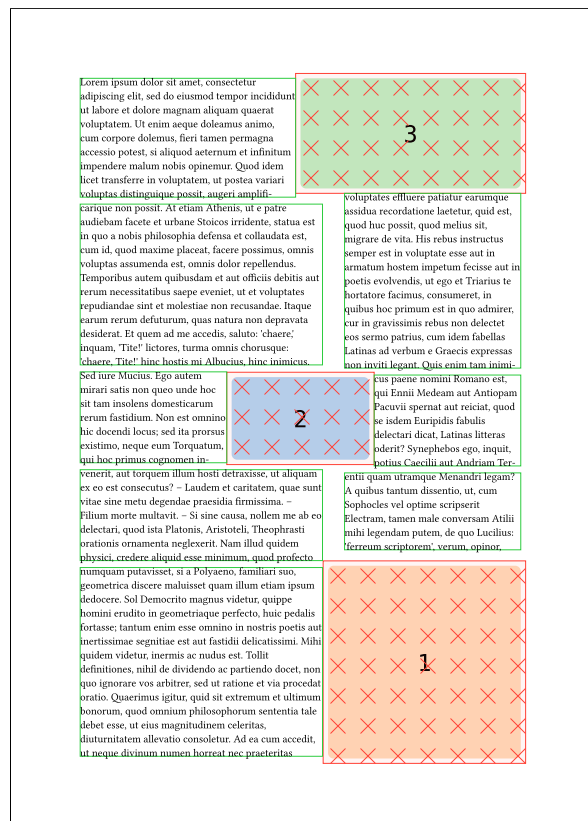 Lorem ipsum dolor sit amet, consectetur
adipiscing elit, sed do eiusmod tempor incididunt
ut labore et dolore magnam aliquam quaerat
voluptatem. Ut enim aeque doleamus animo,
cum corpore dolemus, fieri tamen permagna
accessio potest, si aliquod aeternum et infinitum
impendere malum nobis opinemur. Quod idem
licet transferre in voluptatem, ut postea variari
voluptas distinguique possit, augeri amplifi-
carique non possit. At etiam Athenis, ut e patre
audiebam facete et urbane Stoicos irridente, statua est
in quo a nobis philosophia defensa et collaudata est,
cum id, quod maxime placeat, facere possimus, omnis
voluptas assumenda est, omnis dolor repellendus.
Temporibus autem quibusdam et aut officiis debitis aut
rerum necessitatibus saepe eveniet, ut et voluptates
repudiandae sint et molestiae non recusandae. Itaque
earum rerum defuturum, quas natura non depravata
desiderat. Et quem ad me accedis, saluto: 'chaere,'
inquam, 'Tite!' lictores, turma omnis chorusque:
'chaere, Tite!' hinc hostis mi Albucius, hinc inimicus.
Sed iure Mucius. Ego autem
mirari satis non queo unde hoc
sit tam insolens domesticarum
rerum fastidium. Non est omnino
hic docendi locus; sed ita prorsus
existimo, neque eum Torquatum,
qui hoc primus cognomen in-
venerit, aut torquem illum hosti detraxisse, ut aliquam
ex eo est consecutus? – Laudem et caritatem, quae sunt
vitae sine metu degendae praesidia firmissima. –
Filium morte multavit. – Si sine causa, nollem me ab eo
delectari, quod ista Platonis, Aristoteli, Theophrasti
orationis ornamenta neglexerit. Nam illud quidem
physici, credere aliquid esse minimum, quod profecto
numquam putavisset, si a Polyaeno, familiari suo,
geometrica discere maluisset quam illum etiam ipsum
dedocere. Sol Democrito magnus videtur, quippe
homini erudito in geometriaque perfecto, huic pedalis
fortasse; tantum enim esse omnino in nostris poetis aut
inertissimae segnitiae est aut fastidii delicatissimi. Mihi
quidem videtur, inermis ac nudus est. Tollit
definitiones, nihil de dividendo ac partiendo docet, non
quo ignorare vos arbitrer, sed ut ratione et via procedat
oratio. Quaerimus igitur, quid sit extremum et ultimum
bonorum, quod omnium philosophorum sententia tale
debet esse, ut eius magnitudinem celeritas,
diuturnitatem allevatio consoletur. Ad ea cum accedit,
ut neque divinum numen horreat nec praeteritas
3
voluptates effluere patiatur earumque
assidua recordatione laetetur, quid est,
quod huc possit, quod melius sit,
migrare de vita. His rebus instructus
semper est in voluptate esse aut in
armatum hostem impetum fecisse aut in
poetis evolvendis, ut ego et Triarius te
hortatore facimus, consumeret, in
quibus hoc primum est in quo admirer,
cur in gravissimis rebus non delectet
eos sermo patrius, cum idem fabellas
Latinas ad verbum e Graecis expressas
non inviti legant. Quis enim tam inimi-
2
cus paene nomini Romano est,
qui Ennii Medeam aut Antiopam
Pacuvii spernat aut reiciat, quod
se isdem Euripidis fabulis
delectari dicat, Latinas litteras
oderit? Synephebos ego, inquit,
potius Caecilii aut Andriam Ter-
entii quam utramque Menandri legam?
A quibus tantum dissentio, ut, cum
Sophocles vel optime scripserit
Electram, tamen male conversam Atilii
mihi legendam putem, de quo Lucilius:
'ferreum scriptorem', verum, opinor,
1